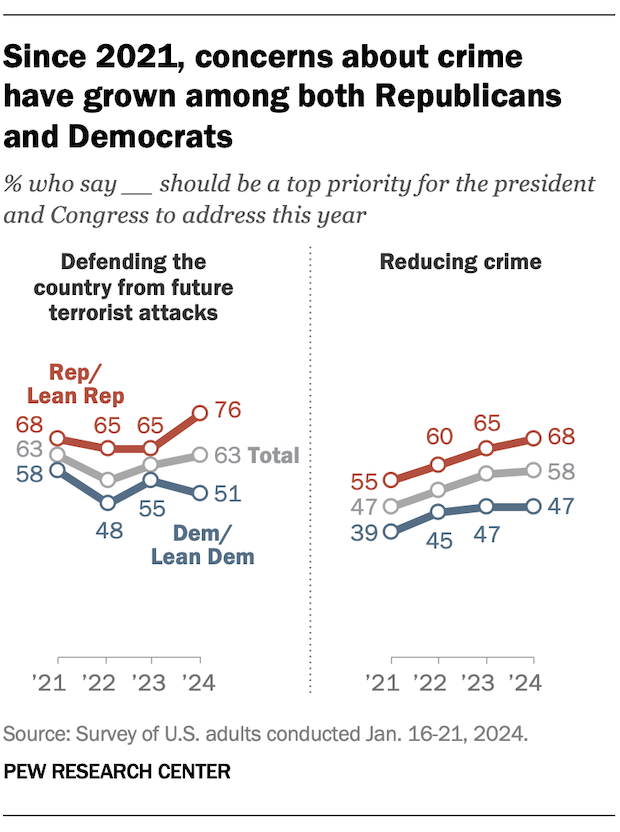 Since 2021, concerns about crime
have grown among both Republicans
and Democrats
% who say __ should be a top priority for the president
and Congress to address this year
Defending the
country from future
terrorist attacks
Rep/
Lean Rep
68
65
65
76
63
63 Total
58
48
55
51
Dem/
Lean Dem
’21
’22
’23
’24
Reducing crime
55
60
65
68
47
58
39
45
47
47
’21
’22
’23
’24
Source: Survey of U.S. adults conducted Jan. 16-21, 2024.
PEW RESEARCH CENTER